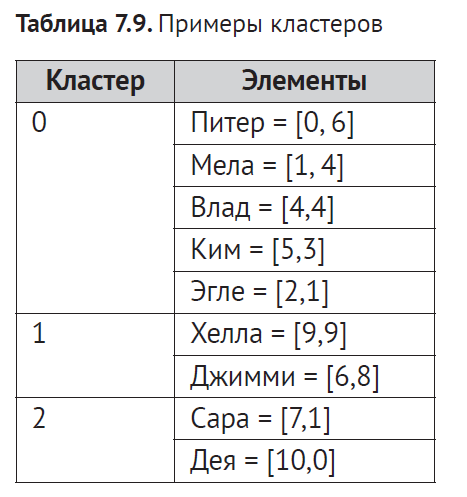 Таблица 7.9. Примеры кластеров
Кластер Элементы
0 Питер = [0, 6]
Мела = [1, 4]
Влад = [4,4]
Ким = [5,3]
Эгле = [2,1]
1 Хелла = [9,9]
Джимми = [6,8]
2 Сара = [7,1]
Дея = [10,0]